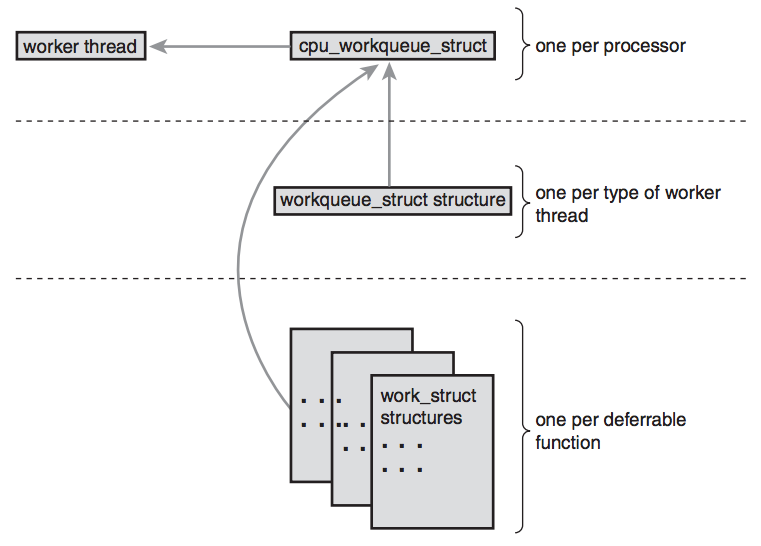 worker thread
cpu_workqueue_struct
one per processor
workqueue_struct structure
one per type of worker
thread
work_struct
structures
. . .
. . .
. . .
. . .
. .
. .
one per deferrable
function